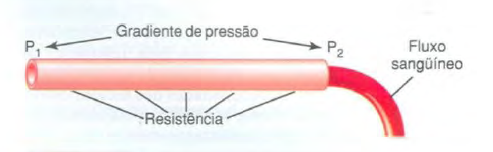 Gradiente de pressão
P1
P2
Fluxo
sangüíneo
Resistência